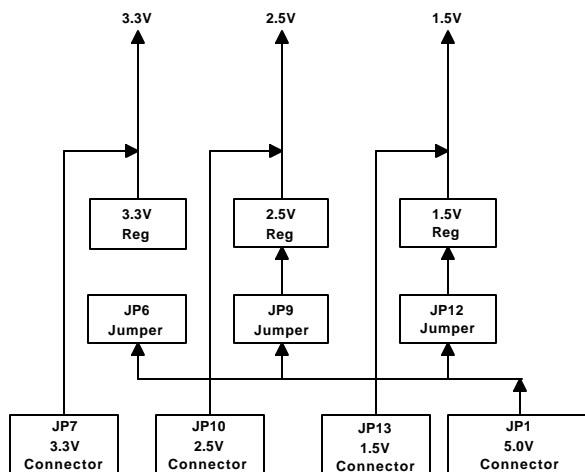 3.3V 2.5V 1.5V
3.3V
Reg
2.5V
Reg
1.5V
Reg
JP6
Jumper
JP9
Jumper
JP12
Jumper
JP7
3.3V
Connector
JP10
2.5V
Connector
JP13
1.5V
Connector
JP1
5.0V
Connector